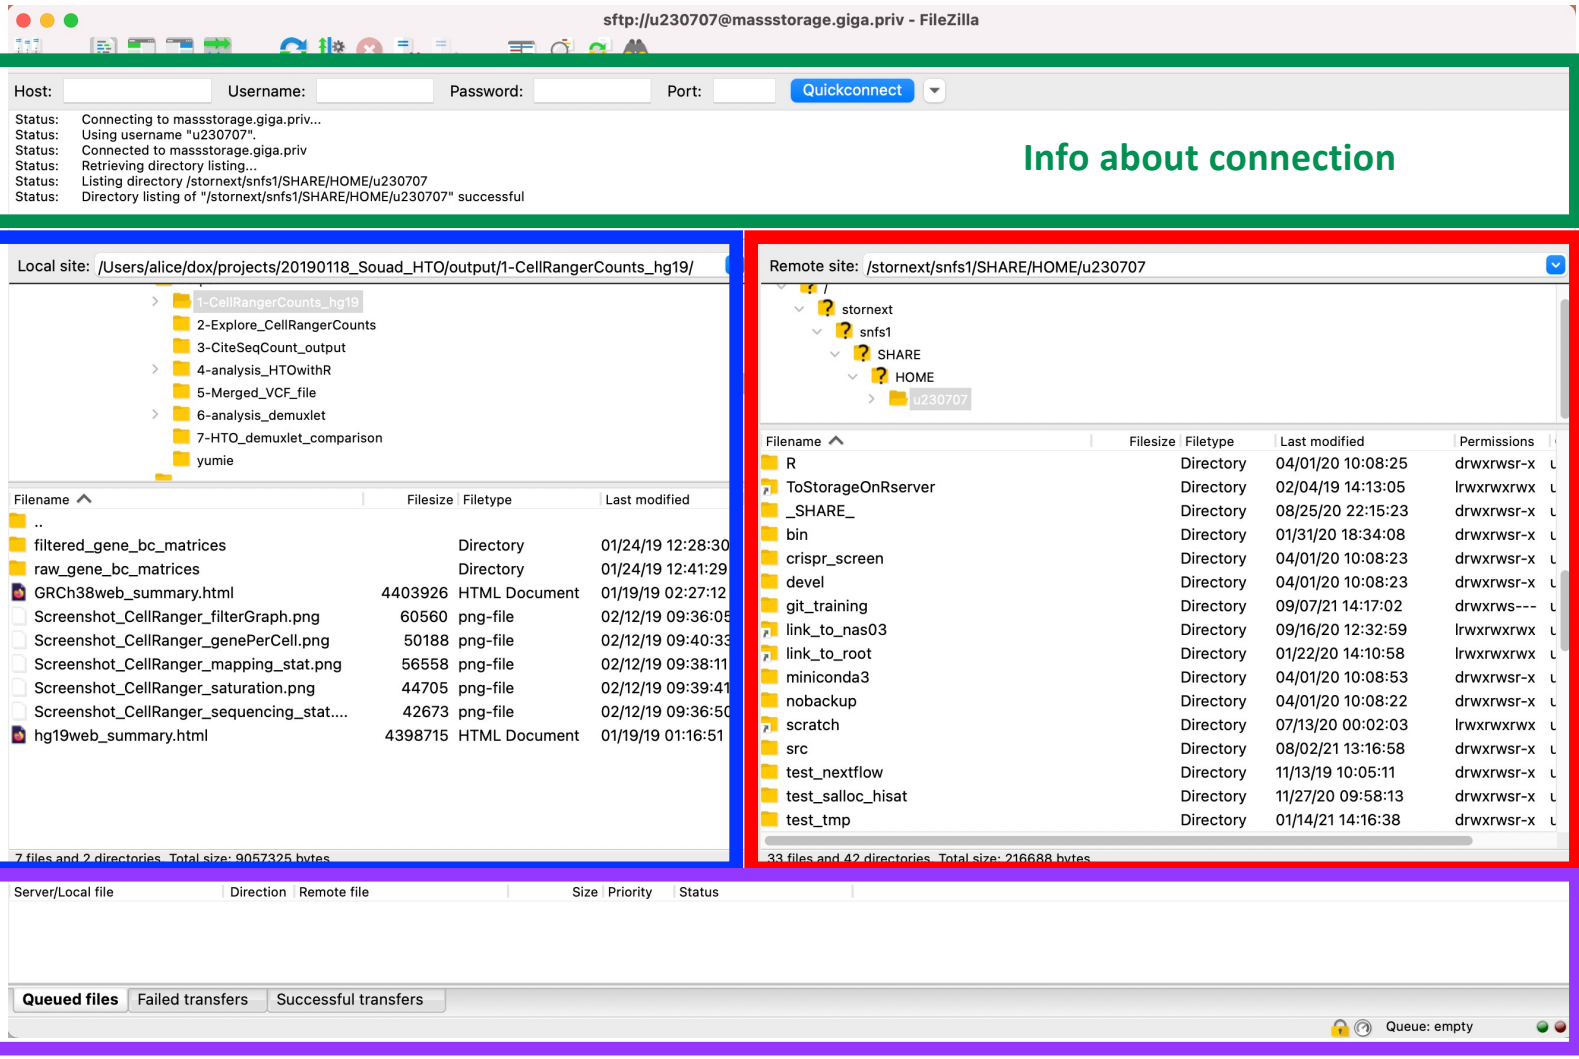 sftp://u230707@massstorage.giga.priv - FileZilla
Host: Username: Password: Port: Quickconnect
Status: Connecting to massstorage.giga.priv...
Status: Using username "u230707".
Status: Connected to massstorage.giga.priv
Status: Retrieving directory listing...
Status: Listing directory /stornext/snfs1/SHARE/HOME/u230707
Status: Directory listing of "/stornext/snfs1/SHARE/HOME/u230707" successful
Info about connection
Local site: /Users/alice/dox/projects/20190118_Souad_HTO/output/1-CellRangerCounts_hg19/
1-CellRangerCounts_hg19
2-Explore_CellRangerCounts
3-CiteSeqCount_output
4-analysis_HTOwithR
5-Merged_VCF_file
6-analysis_demuxlet
7-HTO_demuxlet_comparison
yumie
Filename Filesize Filetype Last modified
..
filtered_gene_bc_matrices Directory 01/24/19 12:28:30
raw_gene_bc_matrices Directory 01/24/19 12:41:29
GRCh38web_summary.html 4403926 HTML Document 01/19/19 02:27:12
Screenshot_CellRanger_filterGraph.png 60560 png-file 02/12/19 09:36:05
Screenshot_CellRanger_genePerCell.png 50188 png-file 02/12/19 09:40:33
Screenshot_CellRanger_mapping_stat.png 56558 png-file 02/12/19 09:38:11
Screenshot_CellRanger_saturation.png 44705 png-file 02/12/19 09:39:41
Screenshot_CellRanger_sequencing_stat.... 42673 png-file 02/12/19 09:36:50
hg19web_summary.html 4398715 HTML Document 01/19/19 01:16:51
7 files and 2 directories. Total size: 9057325 bytes
Remote site: /stornext/snfs1/SHARE/HOME/u230707
/
stornext
snfs1
SHARE
HOME
u230707
Filename Filesize Filetype Last modified Permissions
R Directory 04/01/20 10:08:25 drwxrwsr-x u
ToStorageOnRserver Directory 02/04/19 14:13:05 lrwxrwxrwx u
_SHARE_ Directory 08/25/20 22:15:23 drwxrwsr-x u
bin Directory 01/31/20 18:34:08 drwxrwsr-x u
crispr_screen Directory 04/01/20 10:08:23 drwxrwsr-x u
devel Directory 04/01/20 10:08:23 drwxrwsr-x u
git_training Directory 09/07/21 14:17:02 drwxrws--- u
link_to_nas03 Directory 09/16/20 12:32:59 lrwxrwxrwx u
link_to_root Directory 01/22/20 14:10:58 lrwxrwxrwx u
miniconda3 Directory 04/01/20 10:08:53 drwxrwsr-x u
nobackup Directory 04/01/20 10:08:22 drwxrwsr-x u
scratch Directory 07/13/20 00:02:03 lrwxrwxrwx u
src Directory 08/02/21 13:16:58 drwxrwsr-x u
test_nextflow Directory 11/13/19 10:05:11 drwxrwsr-x u
test_salloc_hisat Directory 11/27/20 09:58:13 drwxrwsr-x u
test_tmp Directory 01/14/21 14:16:38 drwxrwsr-x u
33 files and 42 directories. Total size: 216688 bytes
Server/Local file Direction Remote file Size Priority Status
Queued files Failed transfers Successful transfers
Queue: empty